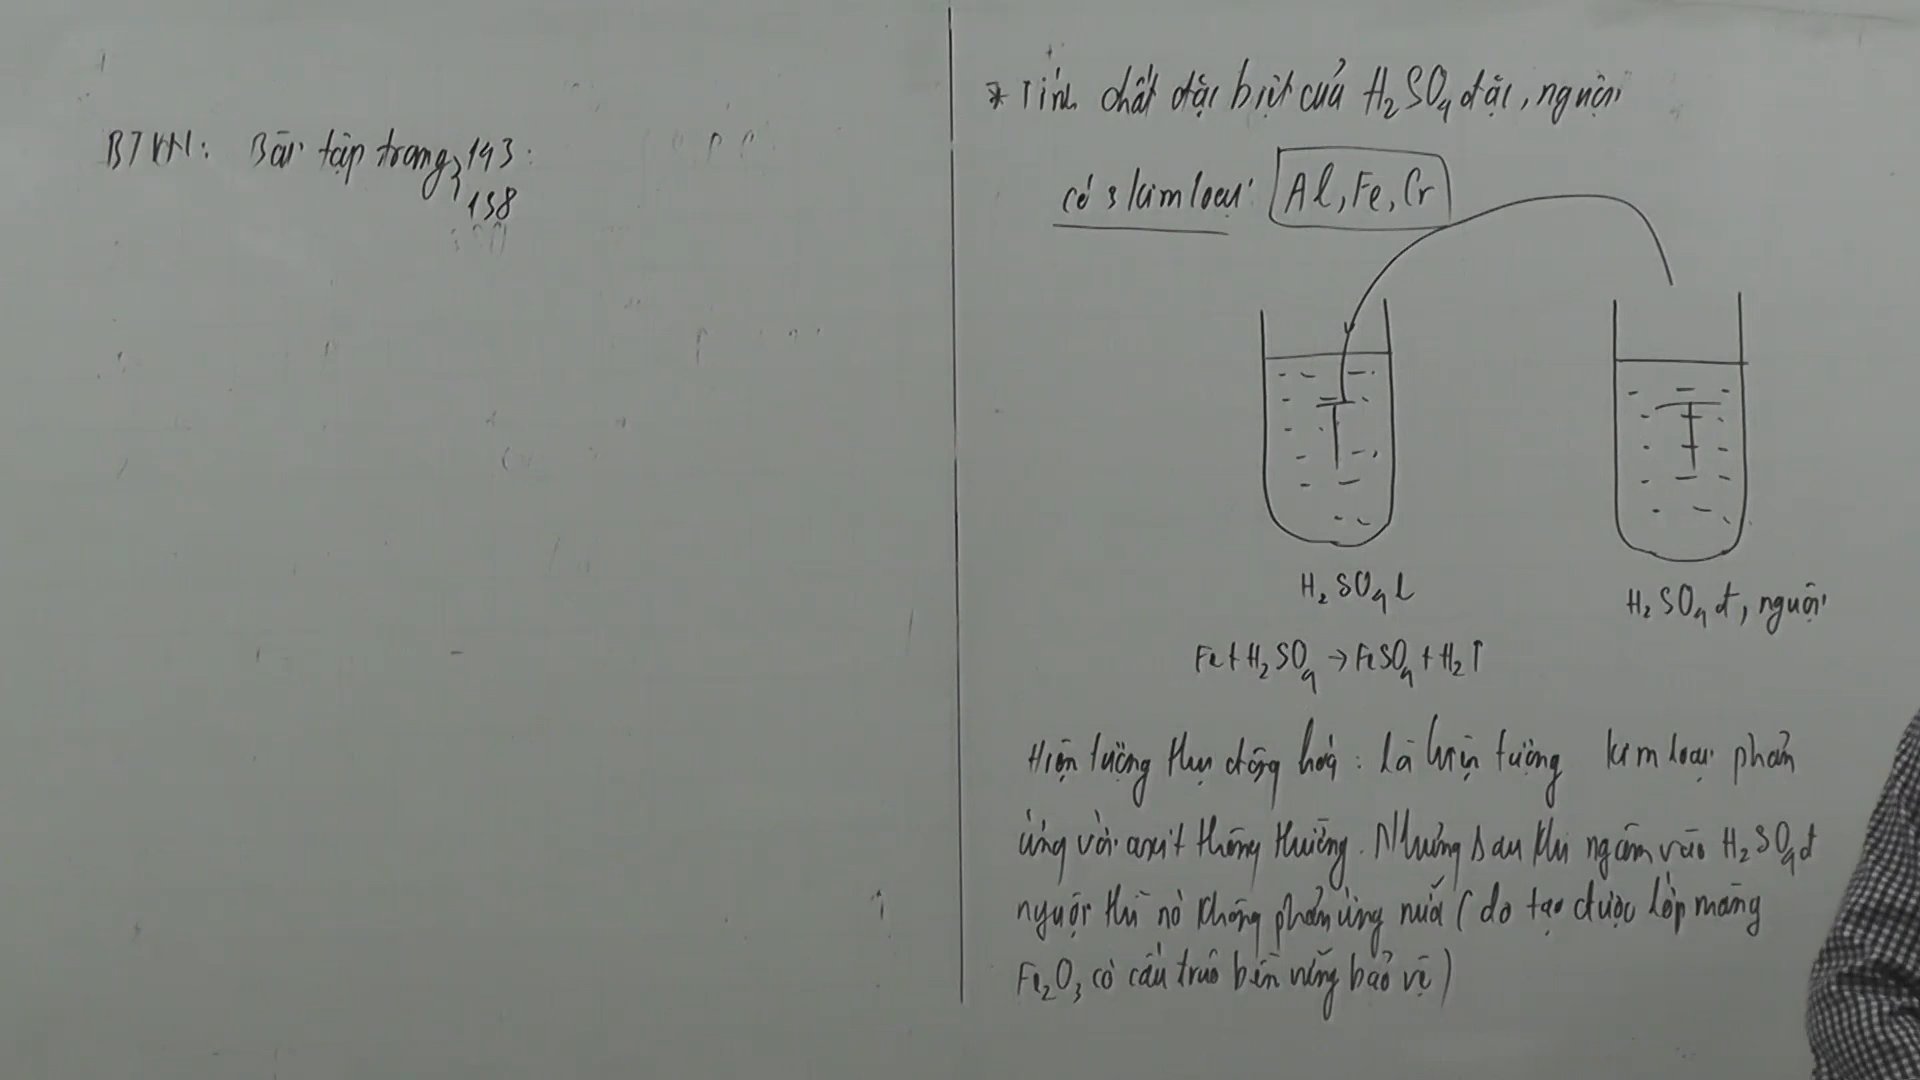 BTVN: Bài tập trang 143
158
* Tính chất đặc biệt của H₂SO₄ đặc, nguội
có 3 kim loại: Al, Fe, Cr
H₂SO₄ l
H₂SO₄ đ, nguội
Fe + H₂SO₄ → FeSO₄ + H₂↑
Hiện tượng thụ động hoá: là hiện tượng kim loại phản
ứng với axit thông thường. Nhưng sau khi ngâm vào H₂SO₄ đ
nguội thì nó không phản ứng nữa (do tạo được lớp màng
Fe₂O₃ có cấu trúc bền vững bảo vệ)